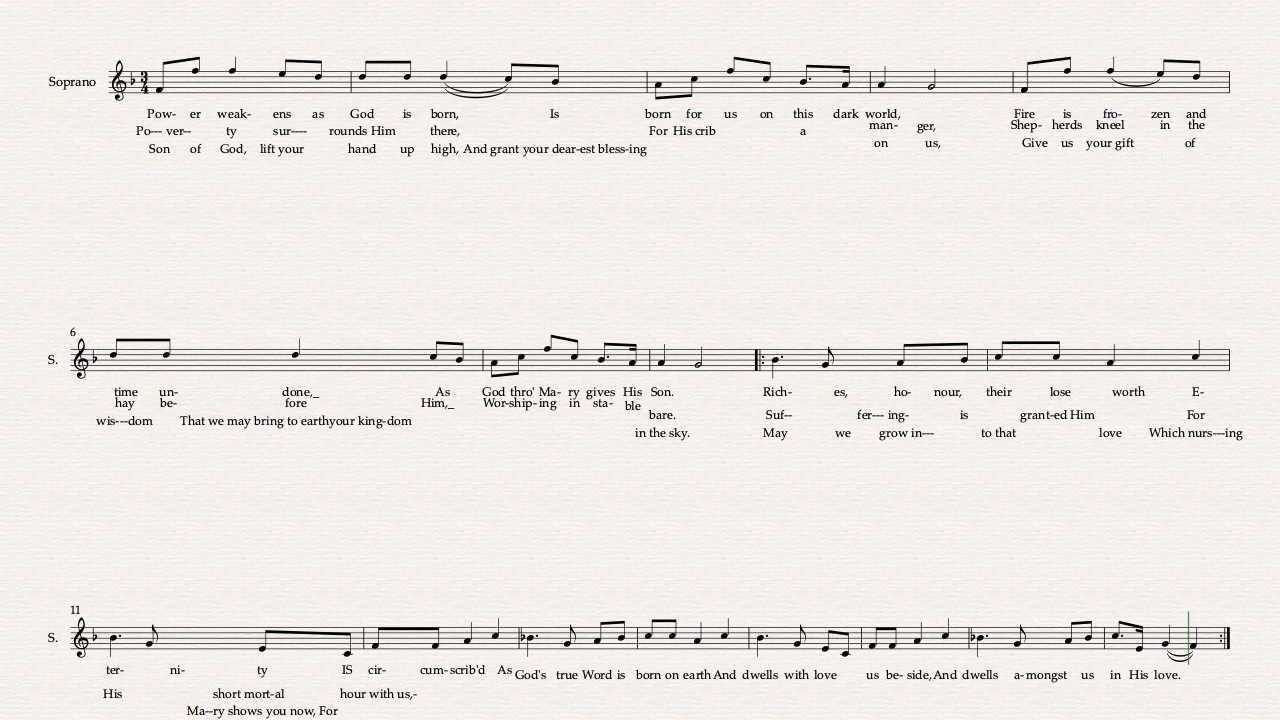 Soprano
Pow- er weak- ens as God is born, Is born for us on this dark world, Fire is fro- zen and
Po--- ver-- ty sur---- rounds Him there, For His crib a man- ger, Shep- herds kneel in the
Son of God, lift your hand up high, And grant your dear-est bless-ing on us, Give us your gift of
6
S.
time un- done,_ As God thro' Ma- ry gives His Son. Rich- es, ho- nour, their lose worth E-
hay be- fore Him,_ Wor-ship-ing in sta- ble bare. Suf-- fer--- ing- is grant-ed Him For
wis---dom That we may bring to earthyour king-dom in the sky. May we grow in--- to that love Which nurs---ing
11
S.
ter- ni- ty IS cir- cum-scrib'd As God's true Word is born on earth And dwells with love us be- side,And dwells a-mongst us in His love.
His short mort-al hour with us,-
Ma--ry shows you now, For